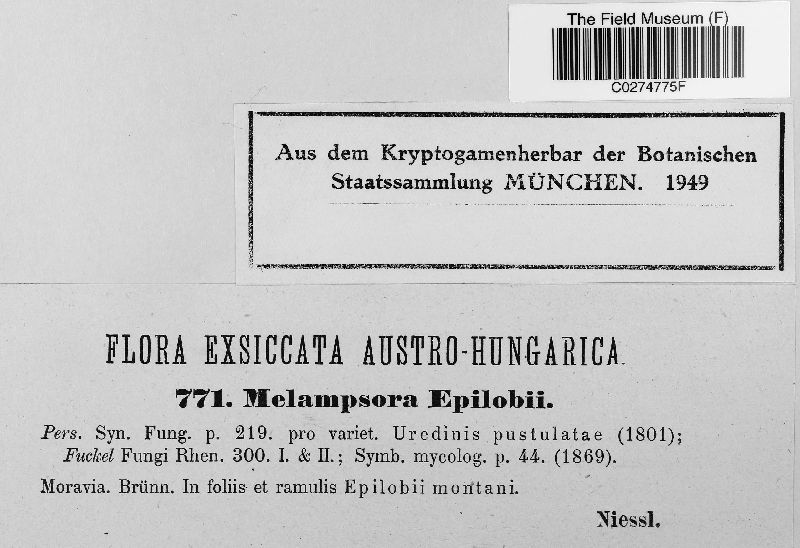 The Field Museum (F)
C0274775F
Aus dem Kryptogamenherbar der Botanischen
Staatssammlung MÜNCHEN. 1949
FLORA EXSICCATA AUSTRO-HUNGARICA.
771. Melampsora Epilobii.
Pers. Syn. Fung. p. 219. pro variet. Uredinis pustulatae (1801);
Fuckel Fungi Rhen. 300. I. & II.; Symb. mycolog. p. 44. (1869).
Moravia. Brünn. In foliis et ramulis Epilobii montani.
Niessl.